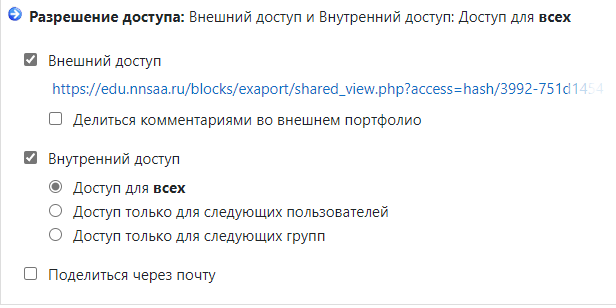 Разрешение доступа: Внешний доступ и Внутренний доступ: Доступ для всех
Внешний доступ
https://edu.nnsaa.ru/blocks/exaport/shared_view.php?access=hash/3992-751d1454
Делиться комментариями во внешнем портфолио
Внутренний доступ
Доступ для всех
Доступ только для следующих пользователей
Доступ только для следующих групп
Поделиться через почту